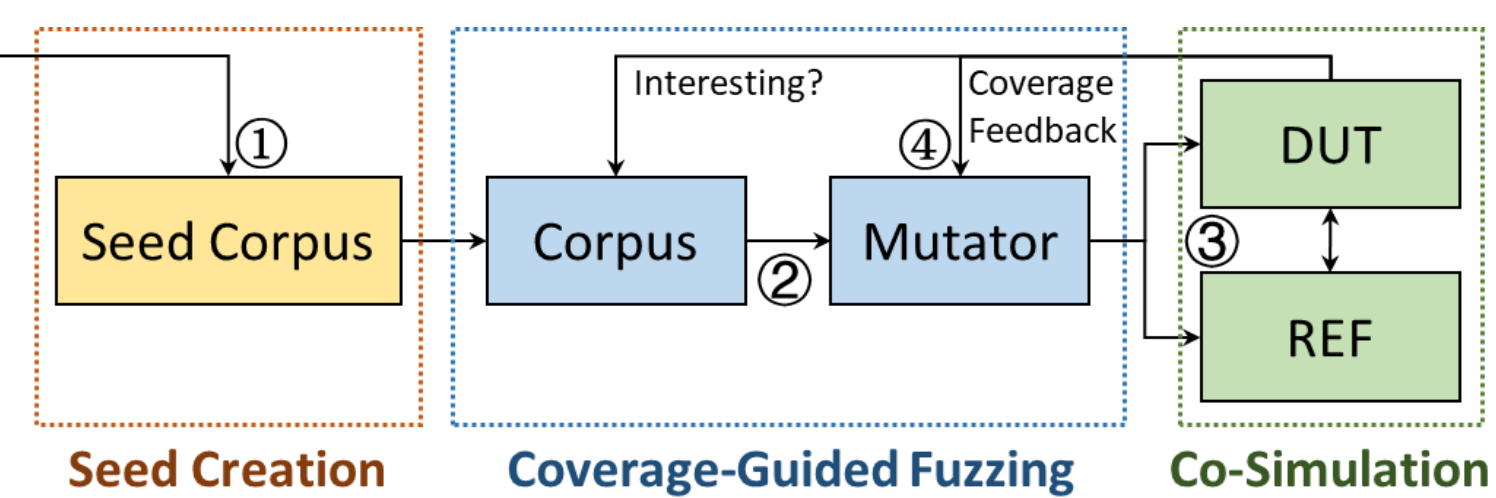 Interesting?
Coverage
Feedback
①
④
DUT
Seed Corpus
Corpus
②
Mutator
③
REF
Seed Creation
Coverage-Guided Fuzzing
Co-Simulation